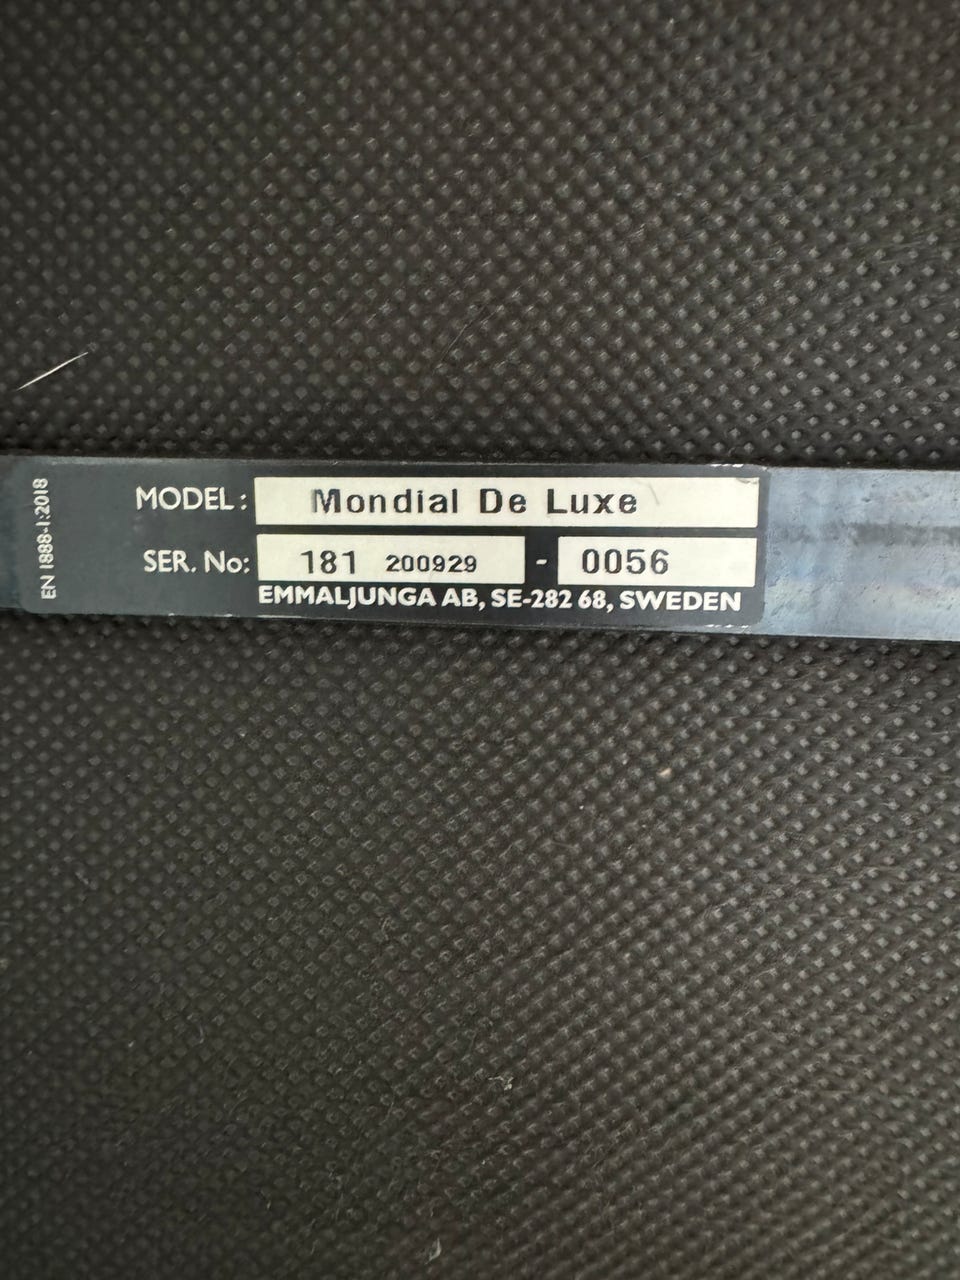 EN 1888-1:2018
MODEL: Mondial De Luxe
SER. No: 181 200929 - 0056
EMMALJUNGA AB, SE-282 68, SWEDEN